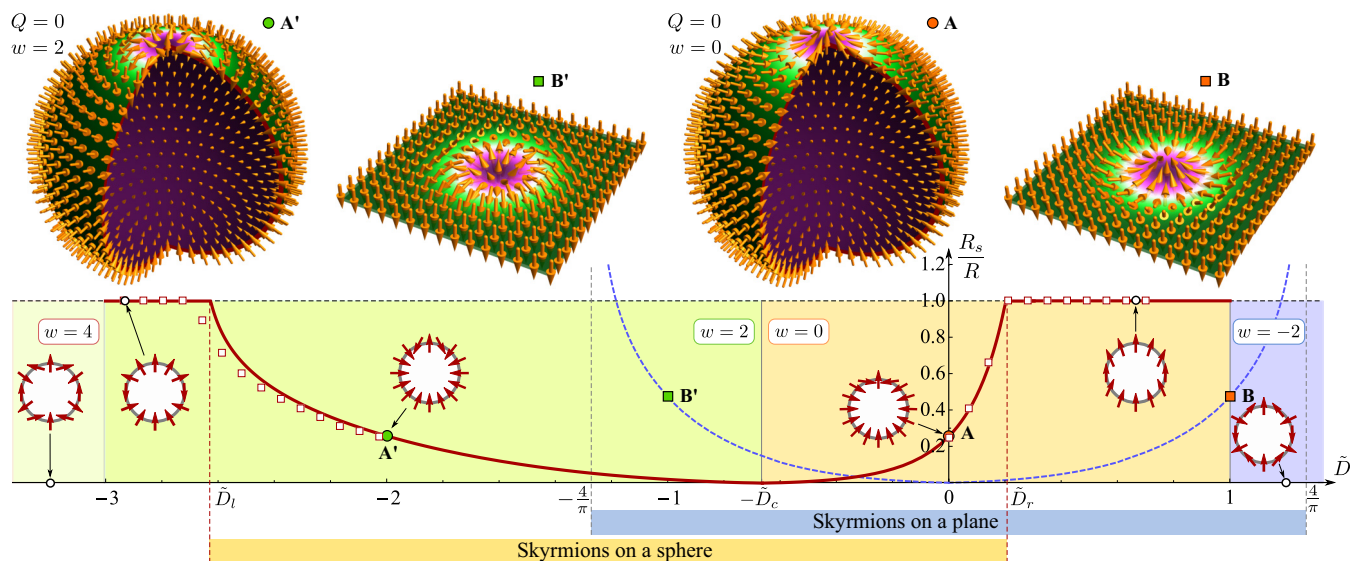 Q = 0
w = 2
A'
B'
Q = 0
w = 0
A
B
R_s
R
1.2
1.0
0.8
0.6
0.4
0.2
w = 4
w = 2
w = 0
w = −2
A'
B'
A
B
D̃
−3
D̃_l
−2
−4/π
−1
−D̃_c
0
D̃_r
1
4/π
Skyrmions on a plane
Skyrmions on a sphere